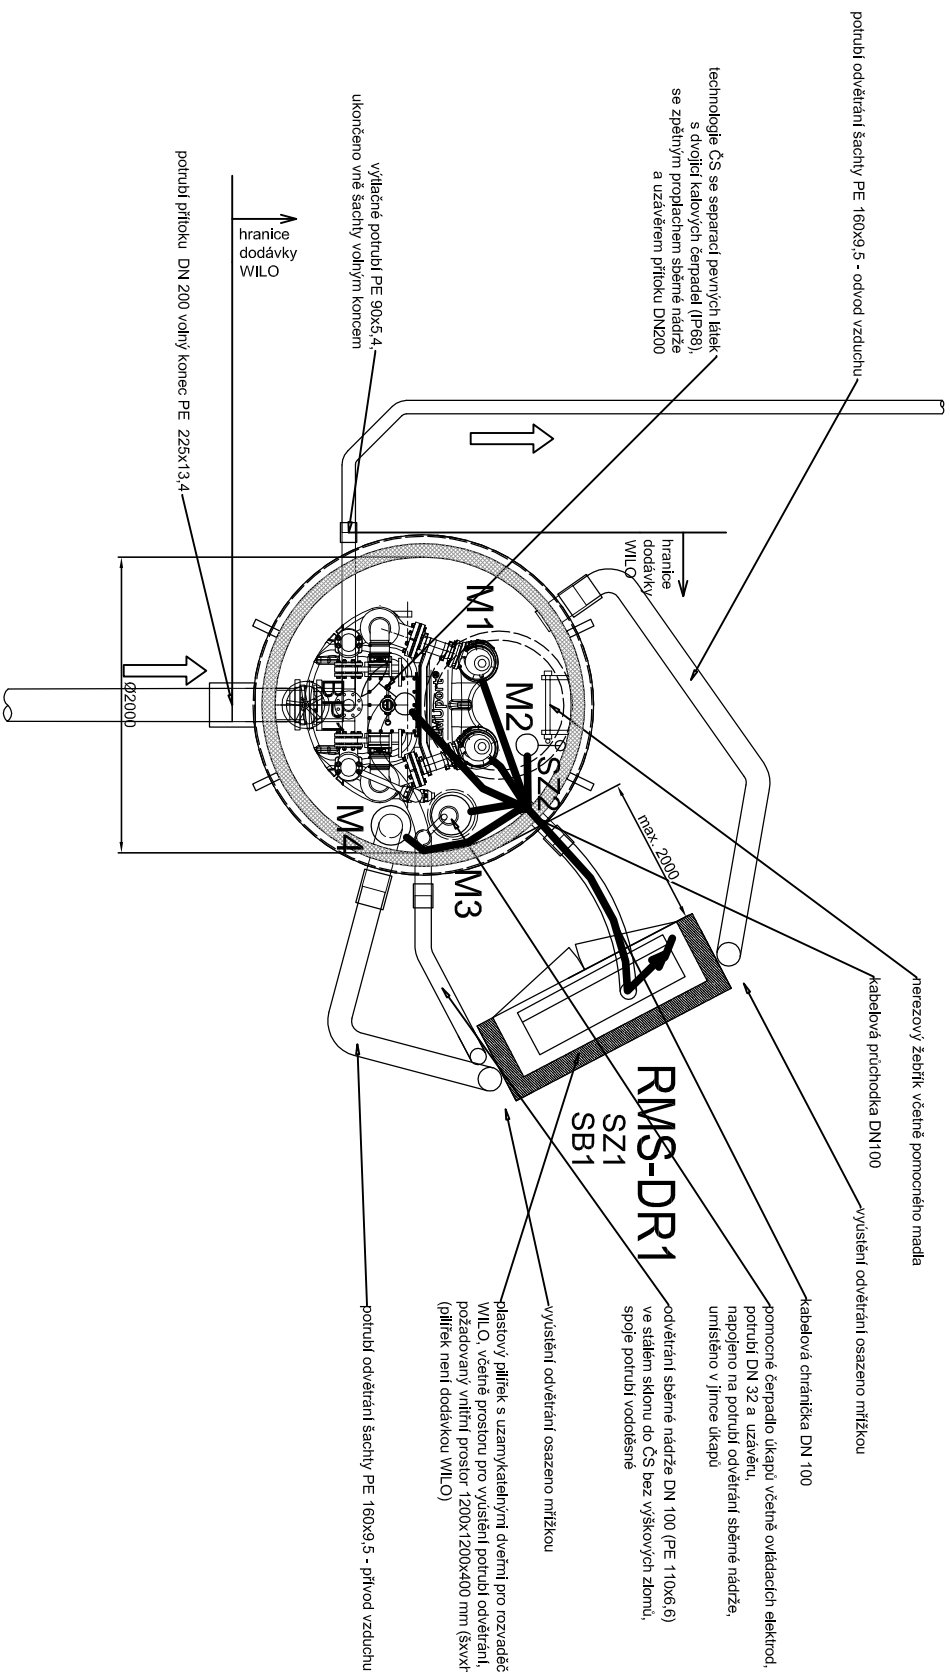 potrubí odvětrání šachty PE 160x9,5 - odvod vzduchu
technologie ČS se separací pevných látek
s dvojicí kalových čerpadel (IP68),
se zpětným proplachem sběrné nádrže
a uzávěrem přítoku DN200
výtlačné potrubí PE 90x5,4,
ukončeno vně šachty volným koncem
potrubí přítoku DN 200 volný konec PE 225x13,4
hranice
dodávky
WILO
hranice
dodávky
WILO
Ø2000
max. 2000
M1
M2
SZ2
M3
M4
RMS-DR1
SZ1
SB1
nerezový žebřík včetně pomocného madla
kabelová průchodka DN100
vyústění odvětrání osazeno mřížkou
kabelová chránička DN 100
pomocné čerpadlo úkapů včetně ovládacích elektrod,
potrubí DN 32 a uzávěru,
napojeno na potrubí odvětrání sběrné nádrže,
umístěno v jímce úkapů
odvětrání sběrné nádrže DN 100 (PE 110x6,6)
ve stálém sklonu do ČS bez výškových zlomů,
spoje potrubí vodotěsné
vyústění odvětrání osazeno mřížkou
plastový pilířek s uzamykatelnými dveřmi pro rozvaděč
WILO, včetně prostoru pro vyústění potrubí odvětrání,
požadovaný vnitřní prostor 1200x1200x400 mm (šxvxh
(pilířek není dodávkou WILO)
potrubí odvětrání šachty PE 160x9,5 - přívod vzduchu